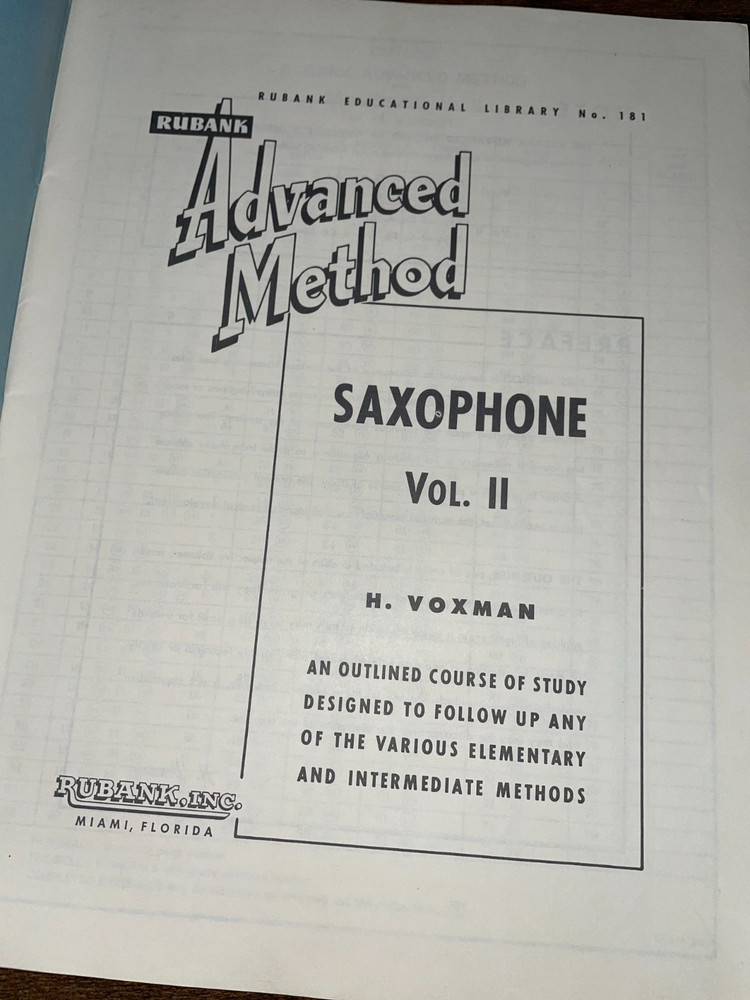 RUBANK EDUCATIONAL LIBRARY No. 181
RUBANK
Advanced
Method
SAXOPHONE
VOL. II
H. VOXMAN
AN OUTLINED COURSE OF STUDY
DESIGNED TO FOLLOW UP ANY
OF THE VARIOUS ELEMENTARY
AND INTERMEDIATE METHODS
RUBANK, INC.
MIAMI, FLORIDA
PREFACE